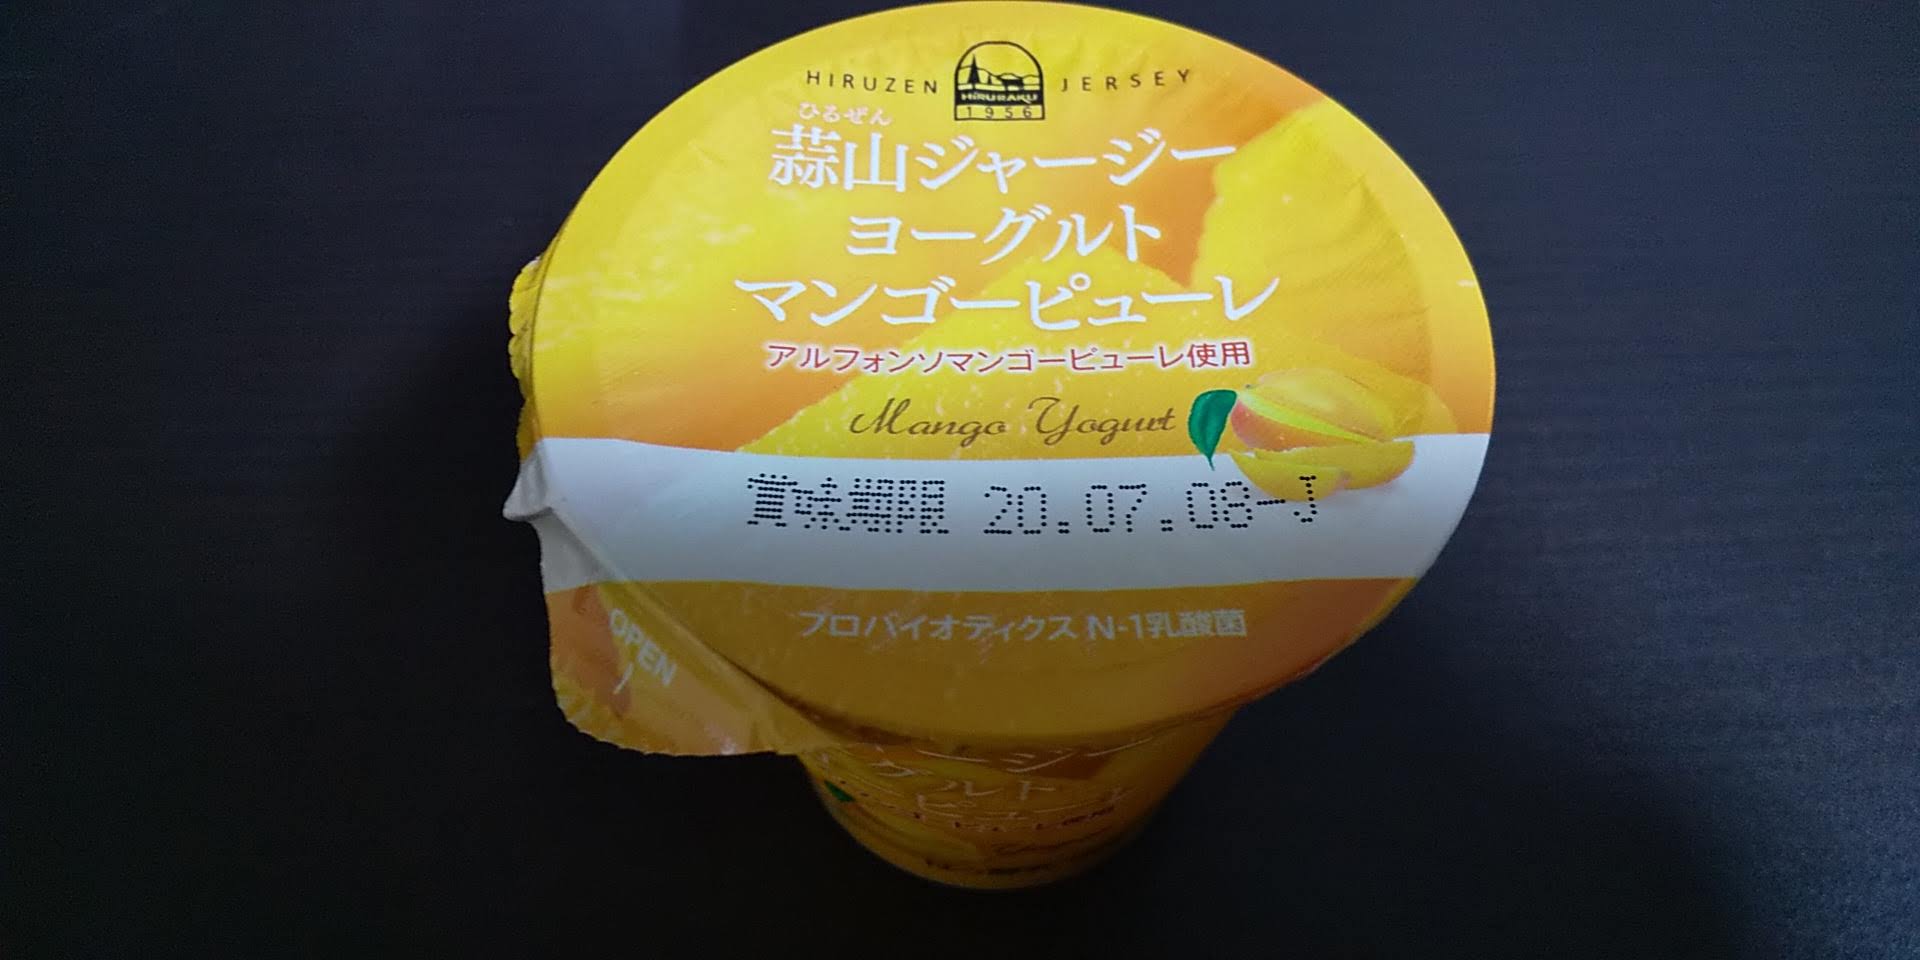 HIRUZEN JERSEY
HIRURAKU
1956
ひるぜん
蒜山ジャージー
ヨーグルト
マンゴーピューレ
アルフォンソマンゴーピューレ使用
Mango Yogurt
賞味期限 20.07.08-J
プロバイオティクス N-1乳酸菌
OPEN